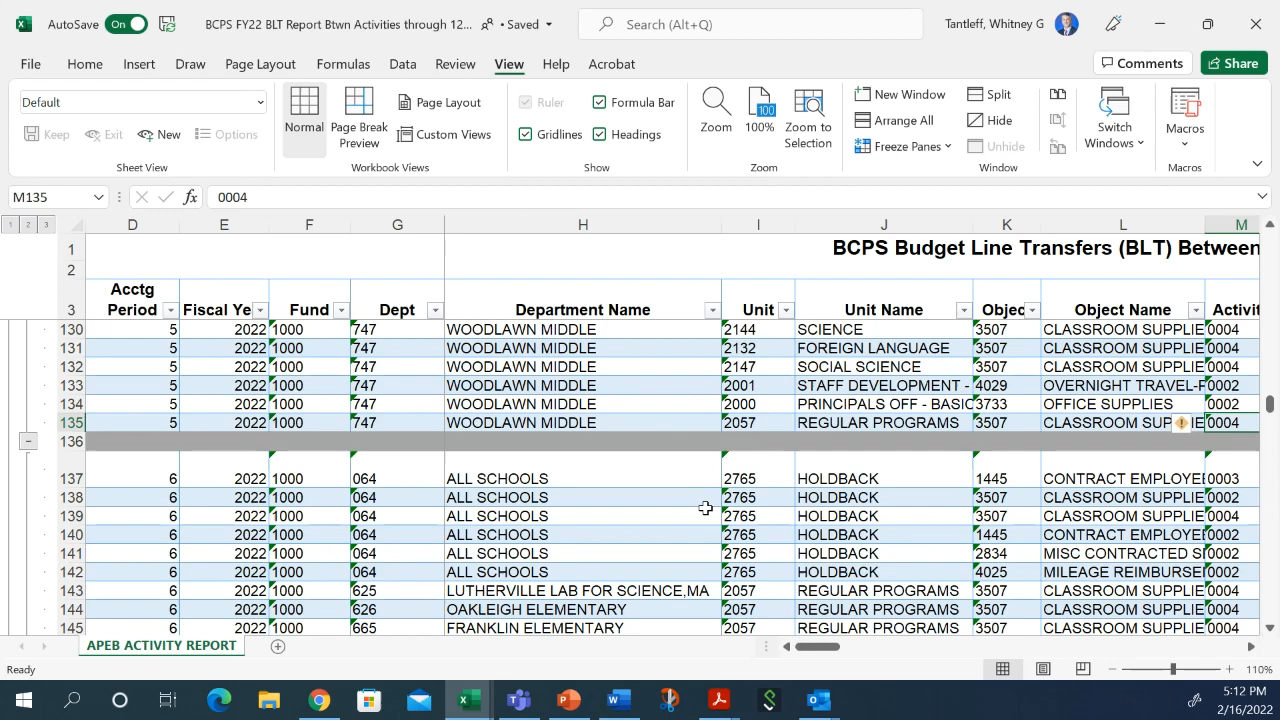 AutoSave On BCPS FY22 BLT Report Btwn Activities through 12... • Saved Search (Alt+Q) Tantleff, Whitney G
File Home Insert Draw Page Layout Formulas Data Review View Help Acrobat Comments Share
Default
Keep Exit New Options
Sheet View
Normal Page Break Preview Page Layout Custom Views
Workbook Views
Ruler Formula Bar
Gridlines Headings
Show
Zoom 100% Zoom to Selection
Zoom
New Window Split
Arrange All Hide
Freeze Panes Unhide
Switch Windows
Window
Macros
Macros
M135 fx 0004
1 2 3 D E F G H I J K L M
1 BCPS Budget Line Transfers (BLT) Between
2
3 Acctg Period Fiscal Ye Fund Dept Department Name Unit Unit Name Objec Object Name Activit
130 5 2022 1000 747 WOODLAWN MIDDLE 2144 SCIENCE 3507 CLASSROOM SUPPLIE 0004
131 5 2022 1000 747 WOODLAWN MIDDLE 2132 FOREIGN LANGUAGE 3507 CLASSROOM SUPPLIE 0004
132 5 2022 1000 747 WOODLAWN MIDDLE 2147 SOCIAL SCIENCE 3507 CLASSROOM SUPPLIE 0004
133 5 2022 1000 747 WOODLAWN MIDDLE 2001 STAFF DEVELOPMENT - 4029 OVERNIGHT TRAVEL-P 0002
134 5 2022 1000 747 WOODLAWN MIDDLE 2000 PRINCIPALS OFF - BASIC 3733 OFFICE SUPPLIES 0002
135 5 2022 1000 747 WOODLAWN MIDDLE 2057 REGULAR PROGRAMS 3507 CLASSROOM SUPPLIE 0004
136
137 6 2022 1000 064 ALL SCHOOLS 2765 HOLDBACK 1445 CONTRACT EMPLOYEE 0003
138 6 2022 1000 064 ALL SCHOOLS 2765 HOLDBACK 3507 CLASSROOM SUPPLIE 0002
139 6 2022 1000 064 ALL SCHOOLS 2765 HOLDBACK 3507 CLASSROOM SUPPLIE 0002
140 6 2022 1000 064 ALL SCHOOLS 2765 HOLDBACK 1445 CONTRACT EMPLOYEE 0002
141 6 2022 1000 064 ALL SCHOOLS 2765 HOLDBACK 2834 MISC CONTRACTED SE 0002
142 6 2022 1000 064 ALL SCHOOLS 2765 HOLDBACK 4025 MILEAGE REIMBURSE 0002
143 6 2022 1000 625 LUTHERVILLE LAB FOR SCIENCE,MA 2057 REGULAR PROGRAMS 3507 CLASSROOM SUPPLIE 0004
144 6 2022 1000 626 OAKLEIGH ELEMENTARY 2057 REGULAR PROGRAMS 3507 CLASSROOM SUPPLIE 0004
145 6 2022 1000 665 FRANKLIN ELEMENTARY 2057 REGULAR PROGRAMS 3507 CLASSROOM SUPPLIE 0004
APEB ACTIVITY REPORT
Ready 110%
5:12 PM
2/16/2022